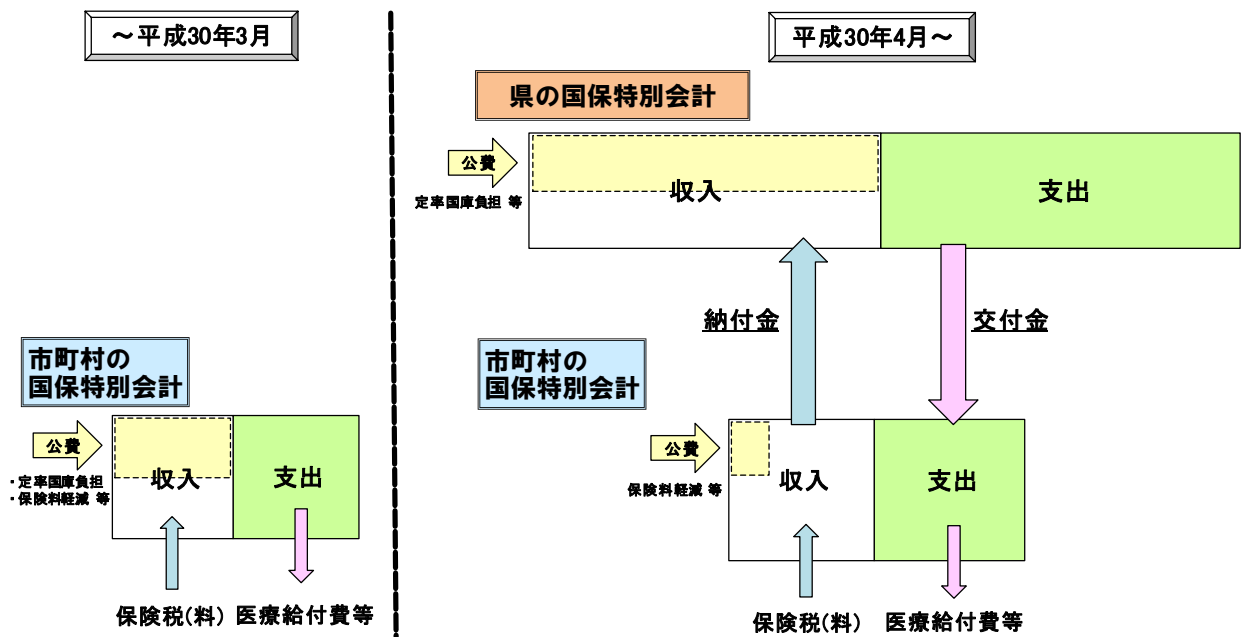 ～平成30年3月
市町村の
国保特別会計
公費
・定率国庫負担
・保険料軽減 等
収入
支出
保険税(料)
医療給付費等
平成30年4月～
県の国保特別会計
公費
定率国庫負担 等
収入
支出
納付金
交付金
市町村の
国保特別会計
公費
保険料軽減 等
収入
支出
保険税(料)
医療給付費等